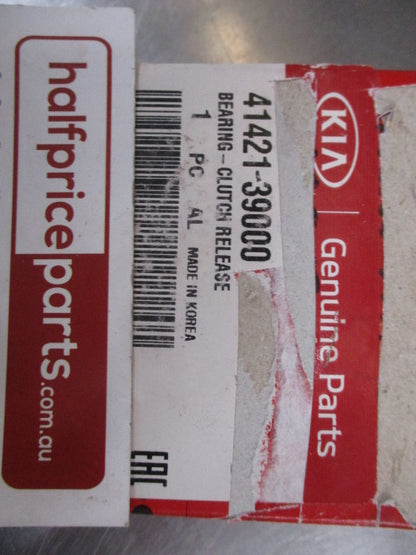 halfpriceparts.com.au
41421-39000
BEARING-CLUTCH RELEASE
1 PC AL MADE IN KOREA
EAC
KIA
Genuine Parts